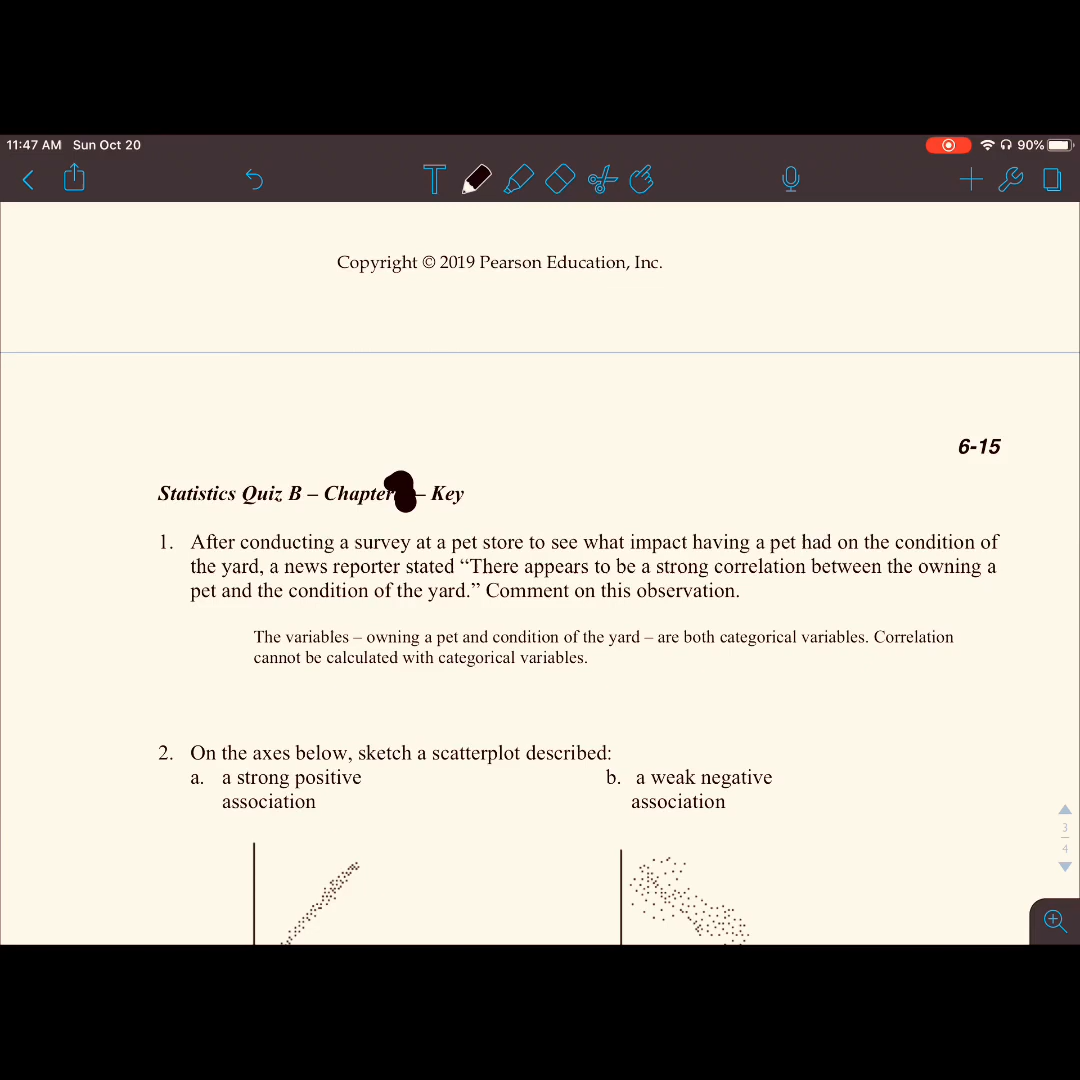 11:47 AM Sun Oct 20
90%
T
Copyright © 2019 Pearson Education, Inc.
6-15
Statistics Quiz B – Chapter – Key
1. After conducting a survey at a pet store to see what impact having a pet had on the condition of
the yard, a news reporter stated “There appears to be a strong correlation between the owning a
pet and the condition of the yard.” Comment on this observation.
The variables – owning a pet and condition of the yard – are both categorical variables. Correlation
cannot be calculated with categorical variables.
2. On the axes below, sketch a scatterplot described:
a. a strong positive
association
b. a weak negative
association
3
4